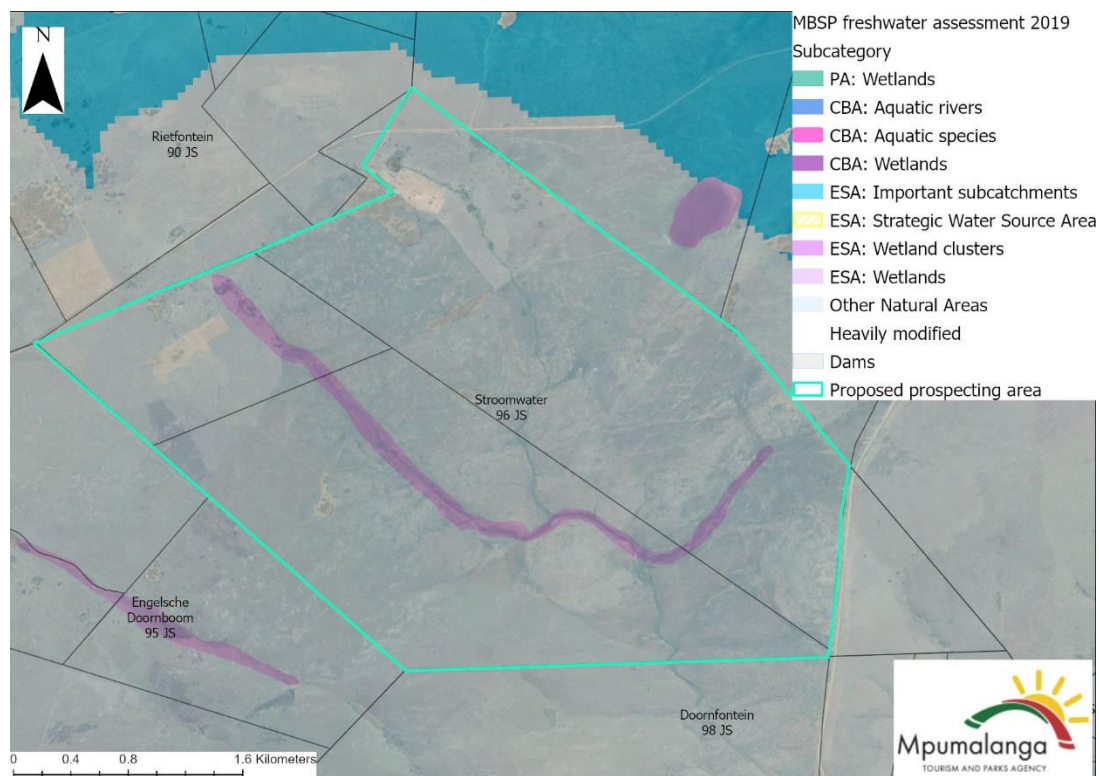 N
MBSP freshwater assessment 2019
Subcategory
PA: Wetlands
CBA: Aquatic rivers
CBA: Aquatic species
CBA: Wetlands
ESA: Important subcatchments
ESA: Strategic Water Source Area
ESA: Wetland clusters
ESA: Wetlands
Other Natural Areas
Heavily modified
Dams
Proposed prospecting area
Rietfontein
90 JS
Stroomwater
96 JS
Engelsche
Doornboom
95 JS
Doornfontein
98 JS
0 0.4 0.8 1.6 Kilometers
Mpumalanga
TOURISM AND PARKS AGENCY